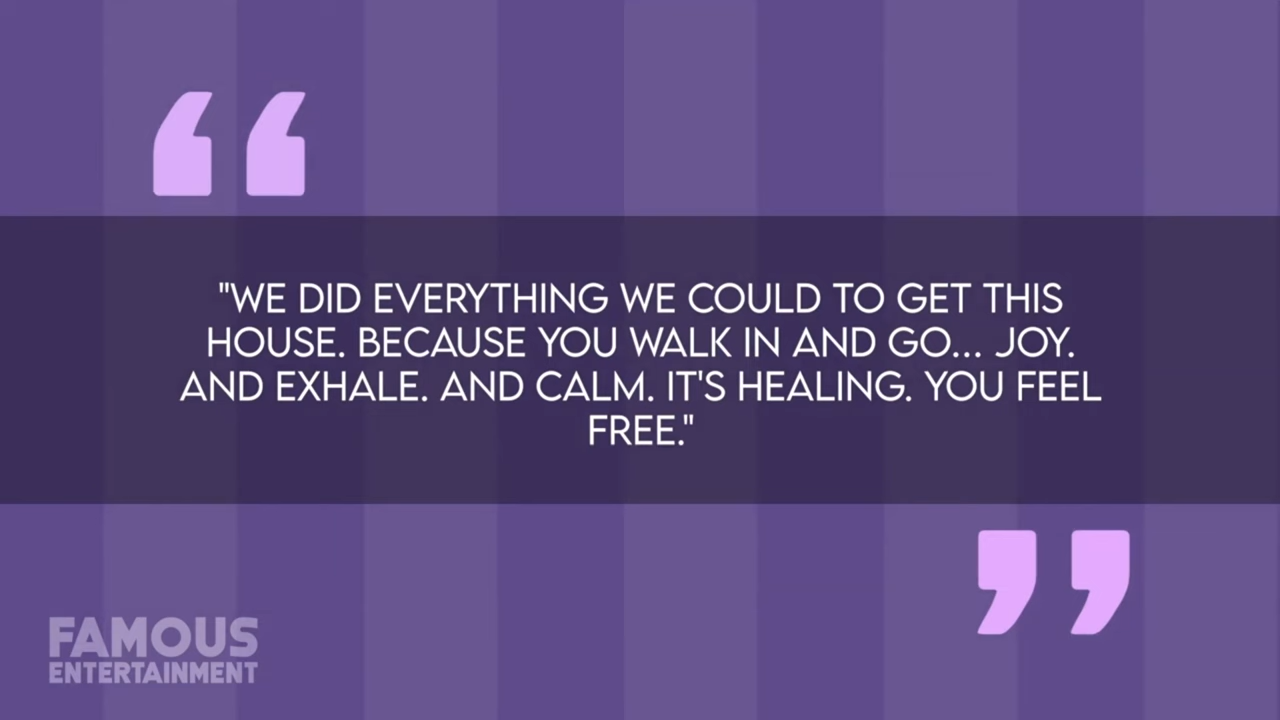 "WE DID EVERYTHING WE COULD TO GET THIS
HOUSE. BECAUSE YOU WALK IN AND GO... JOY.
AND EXHALE. AND CALM. IT'S HEALING. YOU FEEL
FREE."
FAMOUS
ENTERTAINMENT